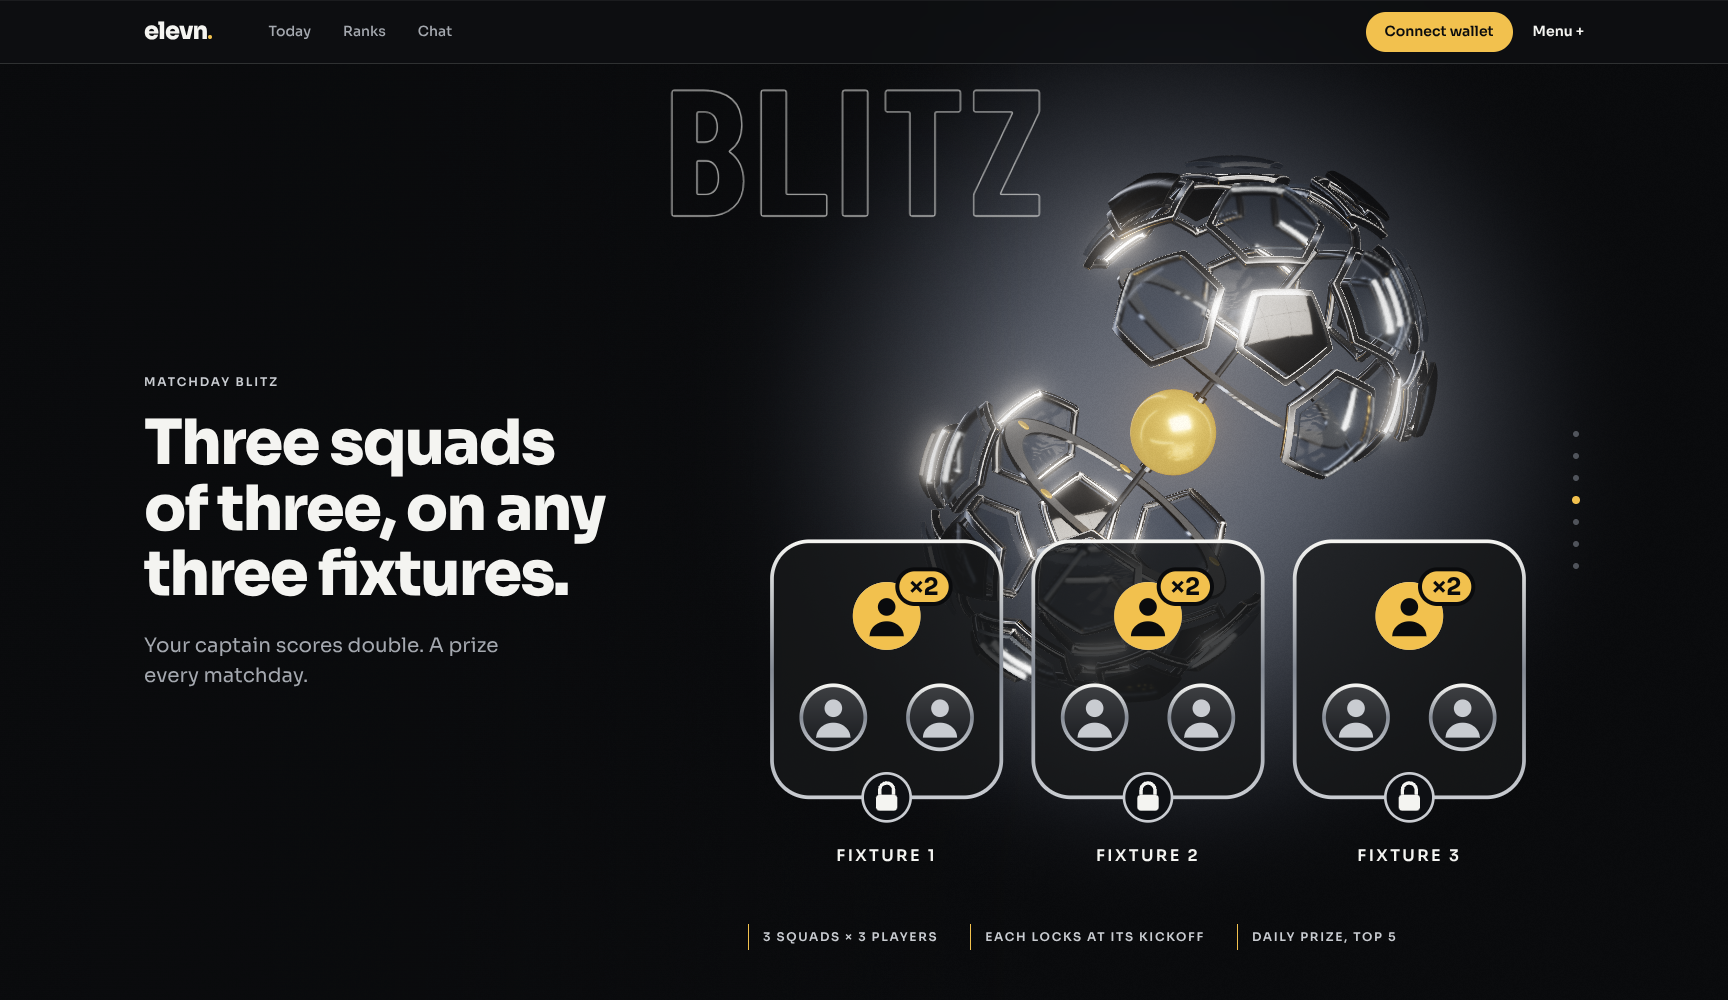 elevn.
Today
Ranks
Chat
Connect wallet
Menu +
BLITZ
MATCHDAY BLITZ
Three squads
of three, on any
three fixtures.
Your captain scores double. A prize
every matchday.
×2
×2
×2
FIXTURE 1
FIXTURE 2
FIXTURE 3
3 SQUADS × 3 PLAYERS
EACH LOCKS AT ITS KICKOFF
DAILY PRIZE, TOP 5